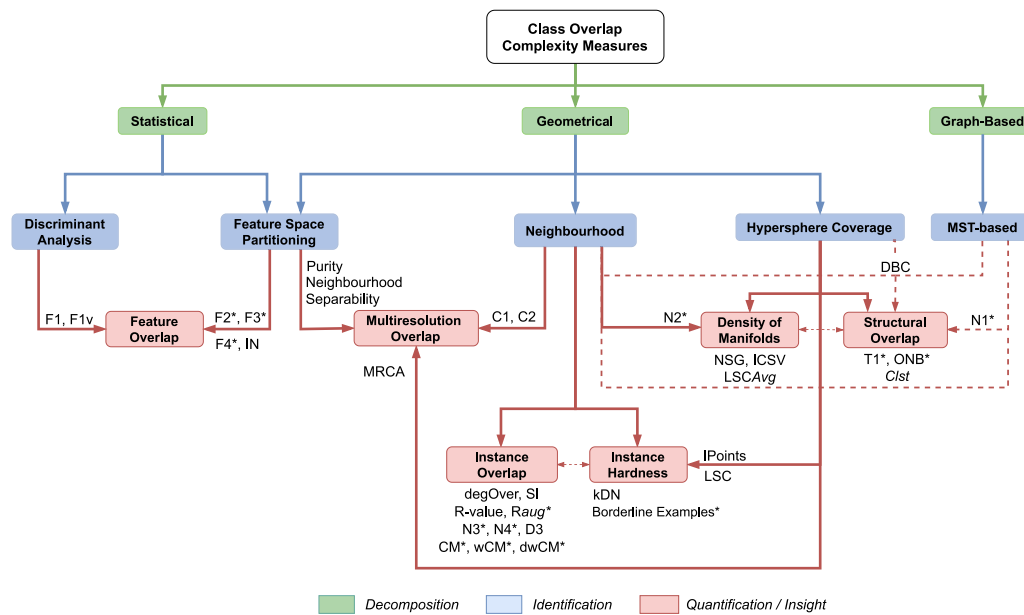 Class Overlap
Complexity Measures
Statistical
Geometrical
Graph-Based
Discriminant
Analysis
Feature Space
Partitioning
Neighbourhood
Hypersphere Coverage
MST-based
Purity
Neighbourhood
Separability
DBC
F1, F1v
Feature
Overlap
F2*, F3*
F4*, IN
Multiresolution
Overlap
C1, C2
MRCA
N2*
Density of
Manifolds
NSG, ICSV
LSCAvg
Structural
Overlap
N1*
T1*, ONB*
Clst
Instance
Overlap
degOver, SI
R-value, Raug*
N3*, N4*, D3
CM*, wCM*, dwCM*
Instance
Hardness
kDN
Borderline Examples*
IPoints
LSC
Decomposition
Identification
Quantification / Insight